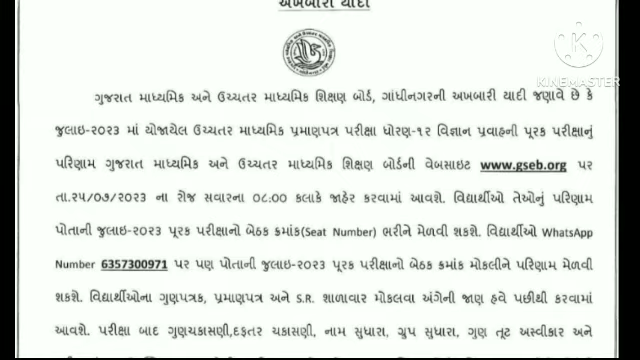 અખબારી યાદી
KINEMASTER
ગુજરાત માધ્યમિક અને ઉચ્ચતર માધ્યમિક શિક્ષણ બોર્ડ, ગાંધીનગરની અખબારી યાદી જણાવે છે કે
જુલાઇ-૨૦૨૩ માં યોજાયેલ ઉચ્ચતર માધ્યમિક પ્રમાણપત્ર પરીક્ષા ધોરણ-૧૨ વિજ્ઞાન પ્રવાહની પૂરક પરીક્ષાનું
પરિણામ ગુજરાત માધ્યમિક અને ઉચ્ચતર માધ્યમિક શિક્ષણ બોર્ડની વેબસાઇટ www.gseb.org પર
તા.૨૫/૦૭/૨૦૨૩ ના રોજ સવારના ૦૮:૦૦ કલાકે જાહેર કરવામાં આવશે. વિદ્યાર્થીઓ તેઓનું પરિણામ
પોતાની જુલાઇ-૨૦૨૩ પૂરક પરીક્ષાનો બેઠક ક્રમાંક(Seat Number) ભરીને મેળવી શકશે. વિદ્યાર્થીઓ WhatsApp
Number 6357300971 પર પણ પોતાની જુલાઇ-૨૦૨૩ પૂરક પરીક્ષાનો બેઠક ક્રમાંક મોકલીને પરિણામ મેળવી
શકશે. વિદ્યાર્થીઓના ગુણપત્રક, પ્રમાણપત્ર અને S.R. શાળાવાર મોકલવા અંગેની જાણ હવે પછીથી કરવામાં
આવશે. પરીક્ષા બાદ ગુણચકાસણી,દફતર ચકાસણી, નામ સુધારા, ગ્રુપ સુધારા, ગુણ તૂટ અસ્વીકાર અને